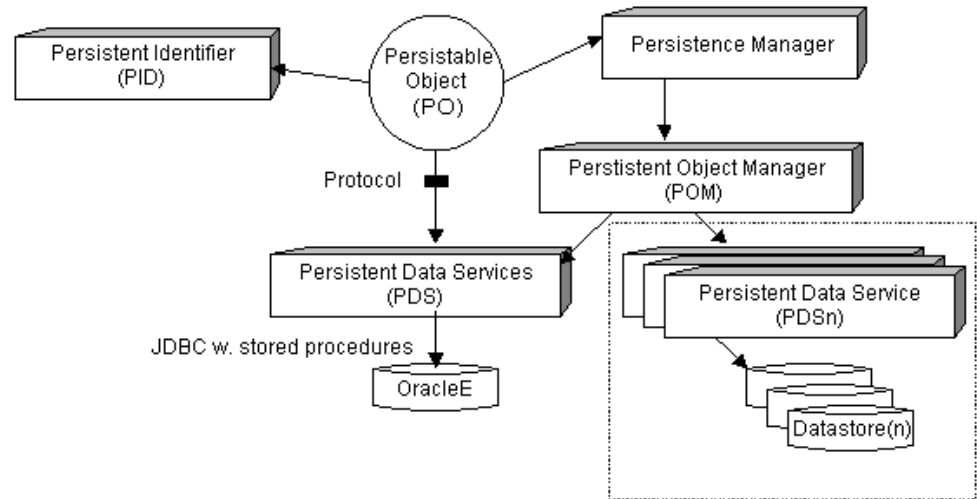 Persistent Identifier
(PID)
Persistable
Object
(PO)
Persistence Manager
Protocol
Perstistent Object Manager
(POM)
Persistent Data Services
(PDS)
Persistent Data Service
(PDSn)
JDBC w. stored procedures
OracleE
Datastore(n)